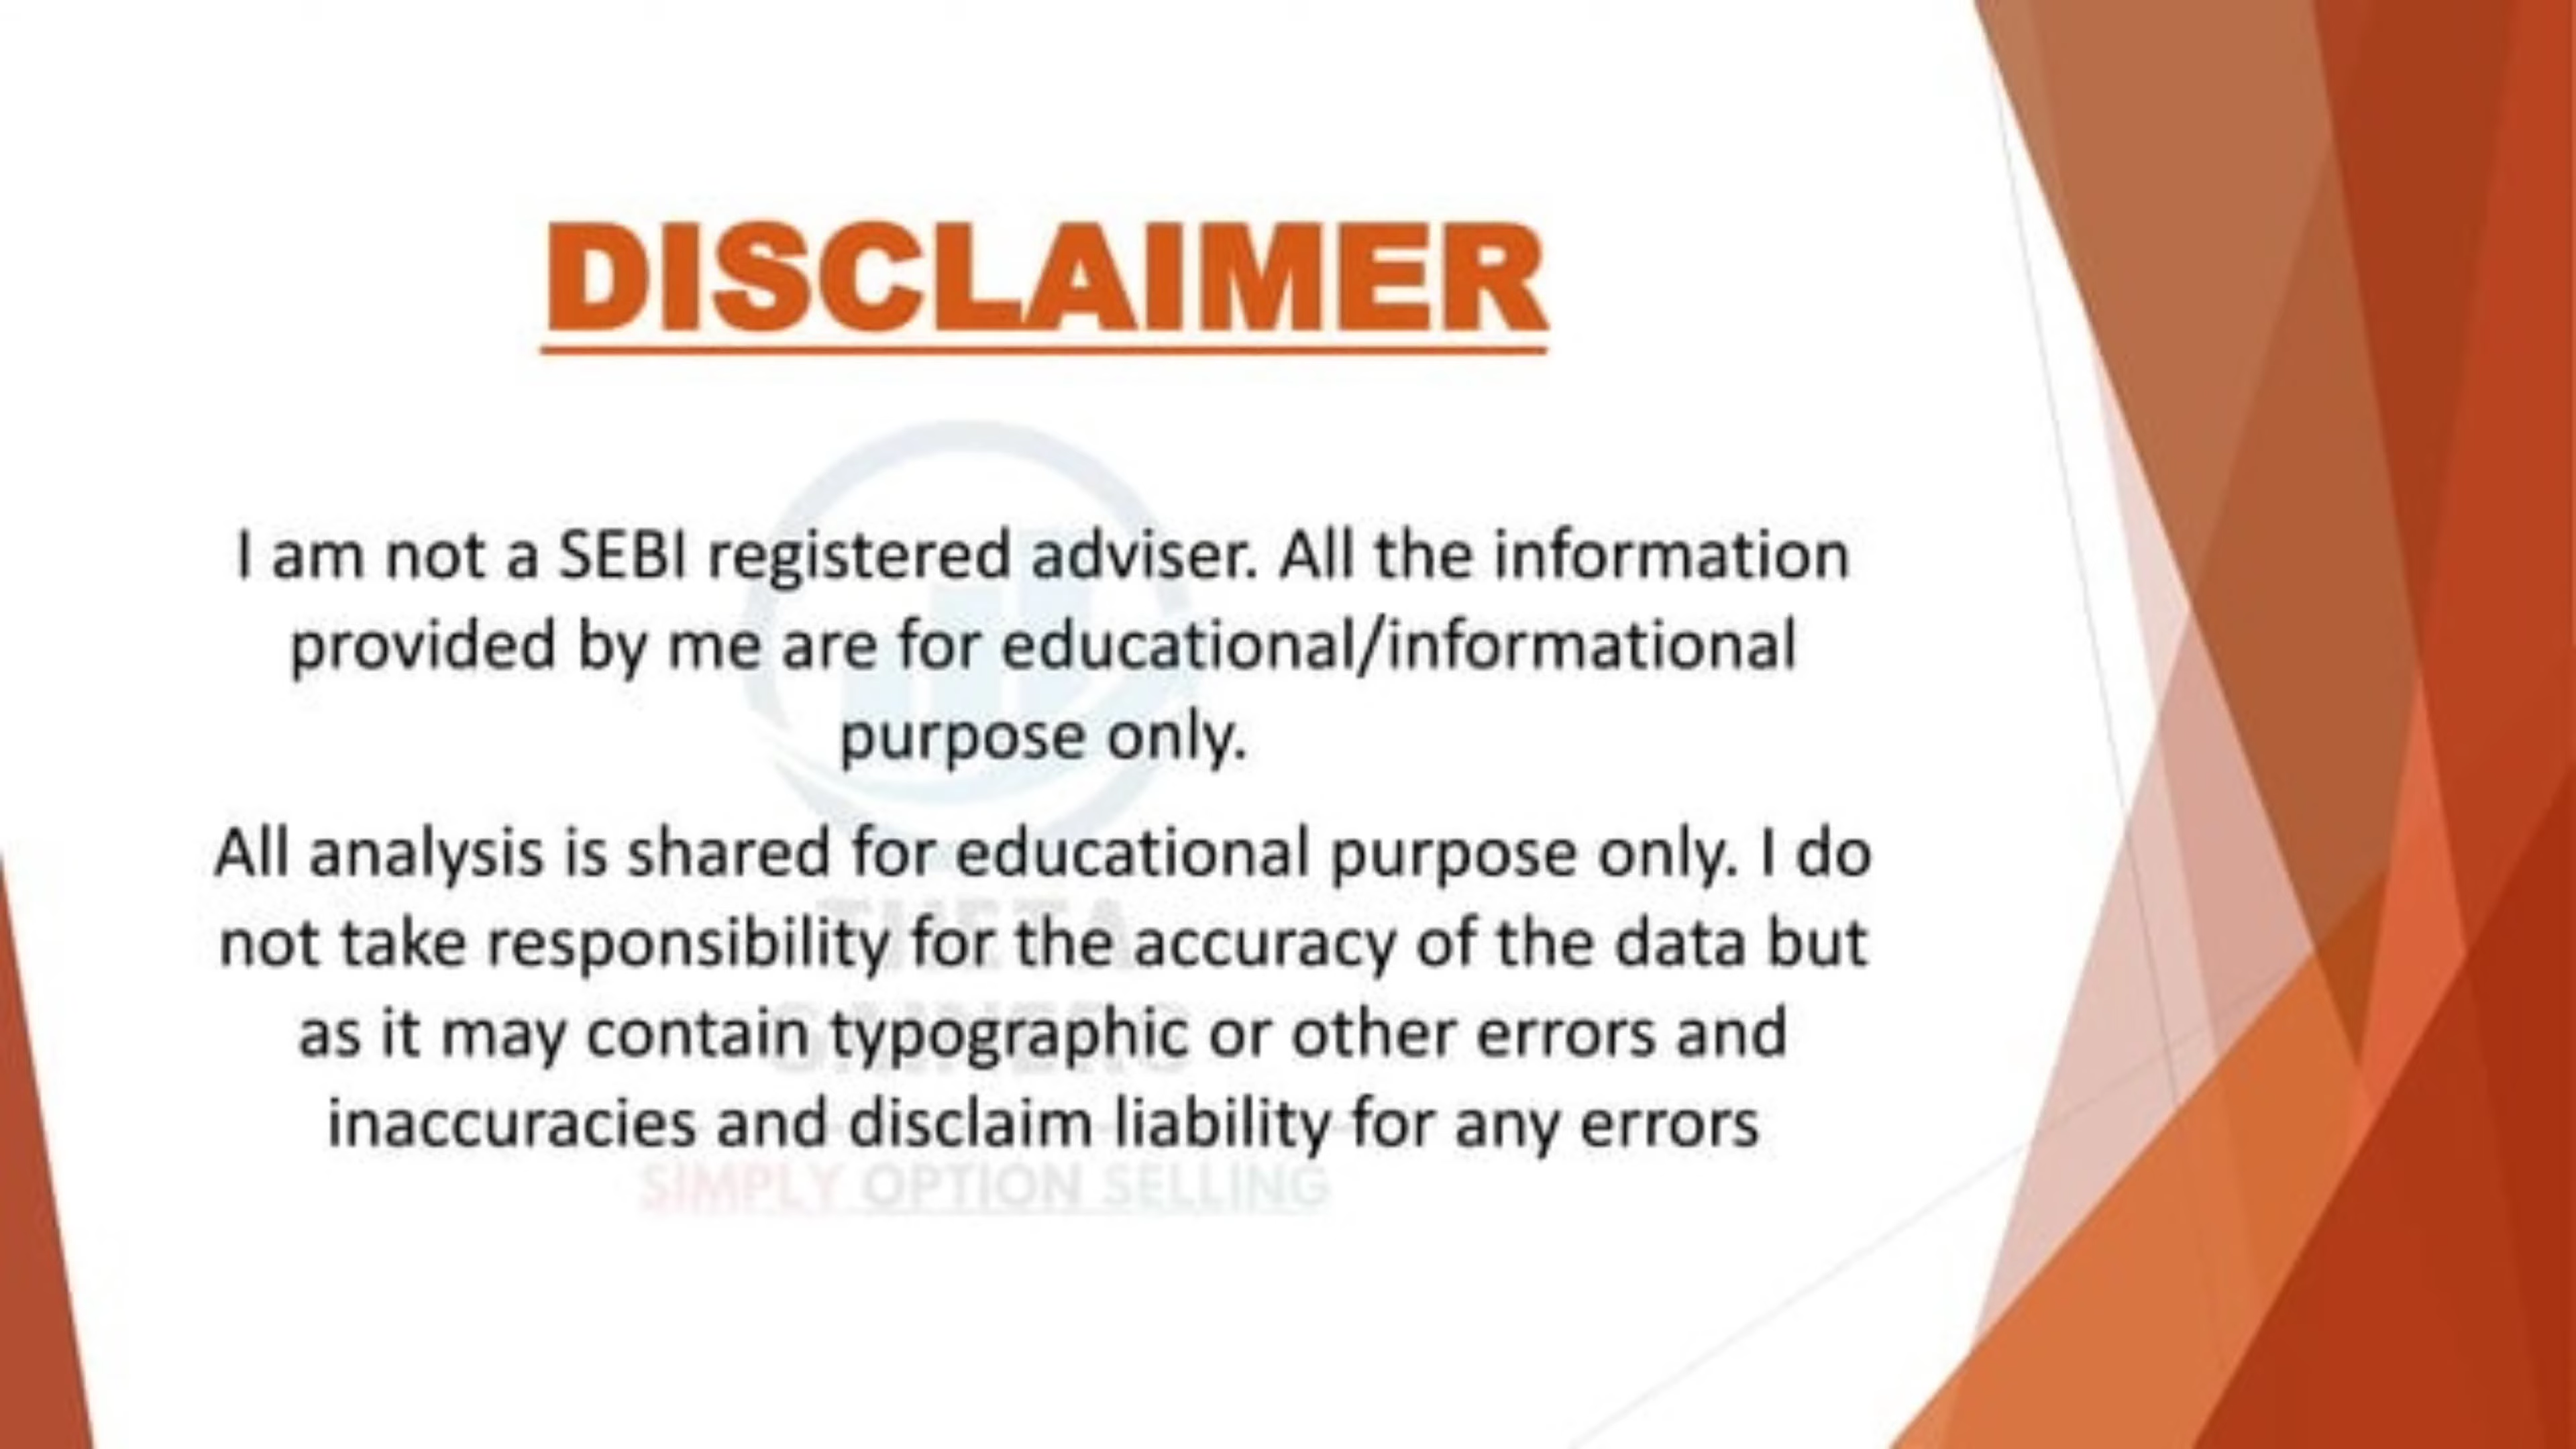 DISCLAIMER
I am not a SEBI registered adviser. All the information
provided by me are for educational/informational
purpose only.
All analysis is shared for educational purpose only. I do
not take responsibility for the accuracy of the data but
as it may contain typographic or other errors and
inaccuracies and disclaim liability for any errors
THETA
GAINERS
SIMPLY OPTION SELLING